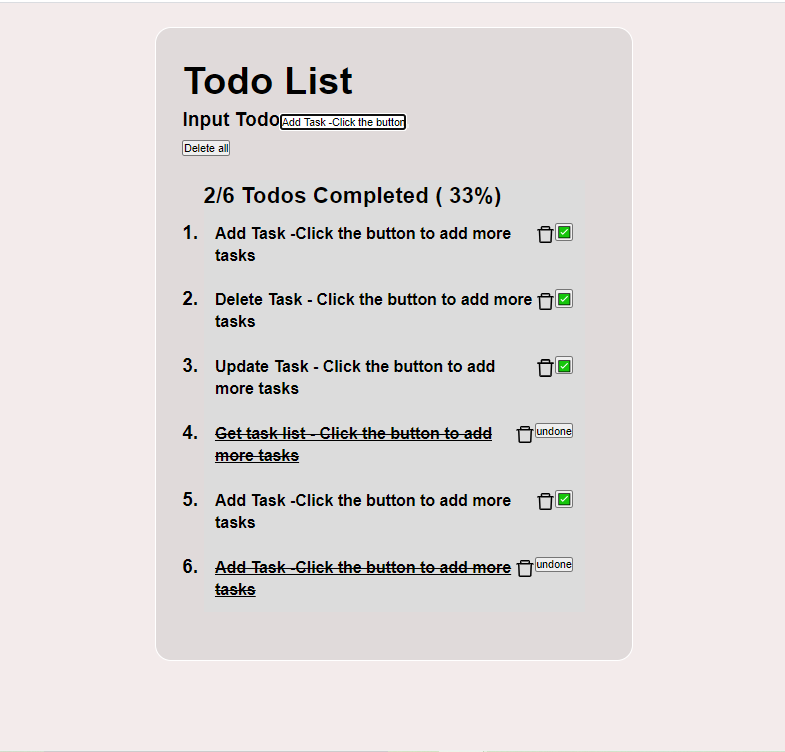 Todo List
Input Todo Add Task -Click the button
Delete all
2/6 Todos Completed ( 33%)
1. Add Task -Click the button to add more
tasks
2. Delete Task - Click the button to add more
tasks
3. Update Task - Click the button to add
more tasks
4. Get task list - Click the button to add undone
more tasks
5. Add Task -Click the button to add more
tasks
6. Add Task -Click the button to add more undone
tasks